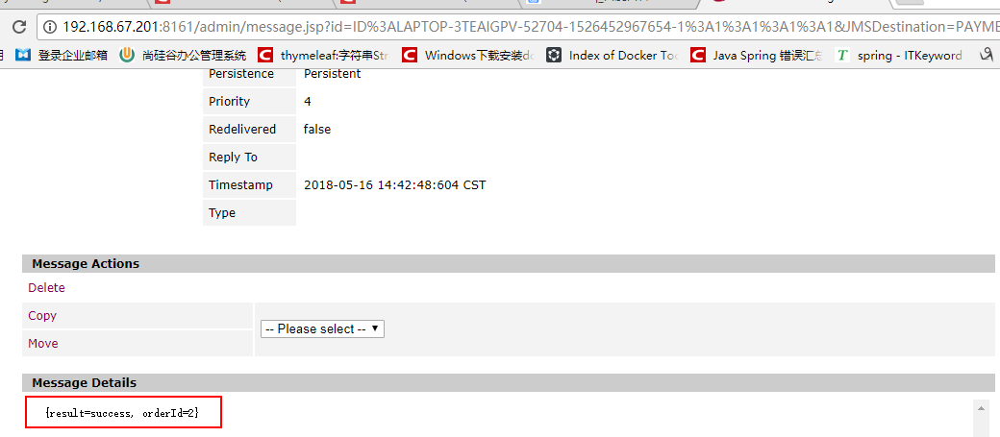 192.168.67.201:8161/admin/message.jsp?id=ID%3ALAPTOP-3TEAIGPV-52704-1526452967654-1%3A1%3A1%3A1%3A1&JMSDestination=PAYME
登录企业邮箱 尚硅谷办公管理系统 thymeleaf:字符串Str Windows下载安装do Index of Docker Too Java Spring 错误汇总 spring - ITKeyword
Persistence Persistent
Priority 4
Redelivered false
Reply To
Timestamp 2018-05-16 14:42:48:604 CST
Type
Message Actions
Delete
Copy
-- Please select --
Move
Message Details
{result=success, orderId=2}